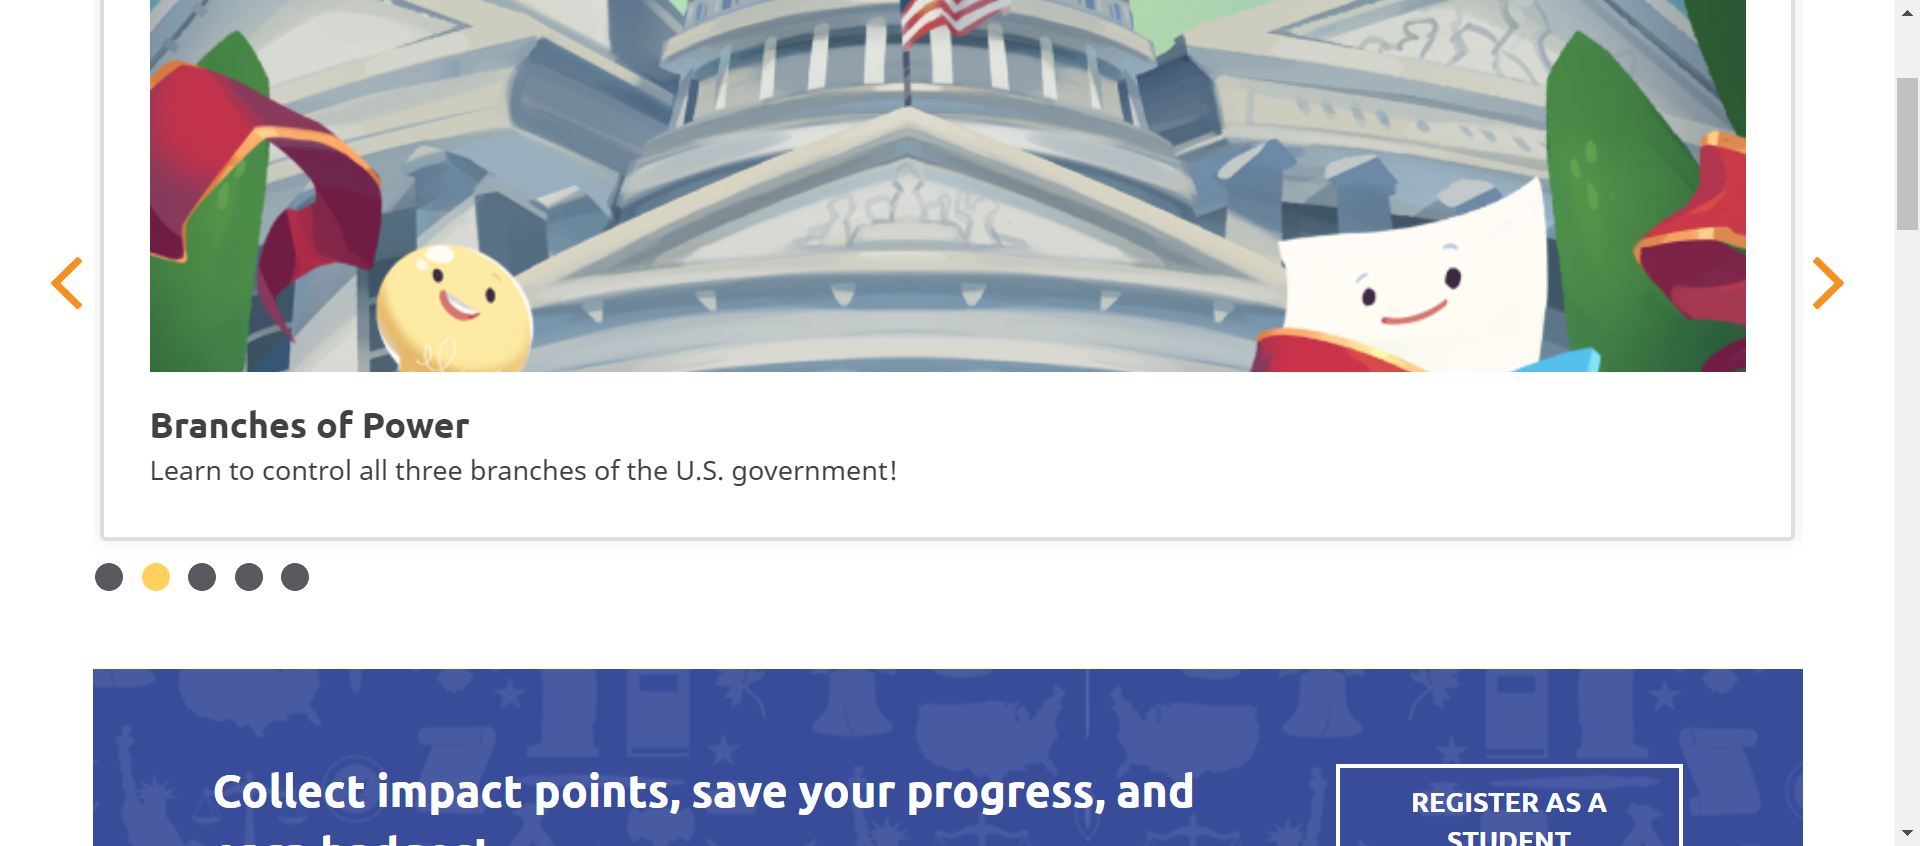 Branches of Power
Learn to control all three branches of the U.S. government!
Collect impact points, save your progress, and
REGISTER AS A
STUDENT